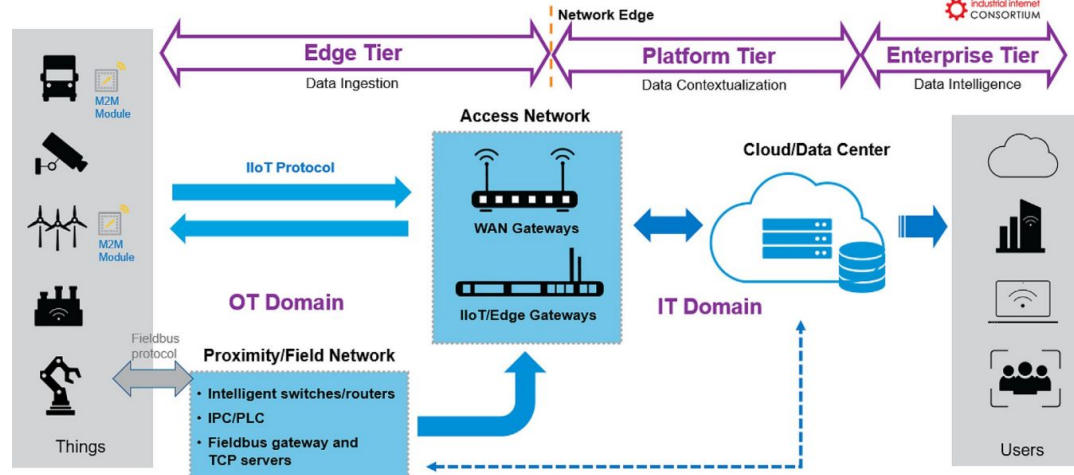 industrial internet
CONSORTIUM
Network Edge
Edge Tier
Platform Tier
Enterprise Tier
Data Ingestion
Data Contextualization
Data Intelligence
M2M
Module
Access Network
Cloud/Data Center
IIoT Protocol
WAN Gateways
M2M
Module
OT Domain
IIoT/Edge Gateways
IT Domain
Fieldbus
protocol
Proximity/Field Network
• Intelligent switches/routers
• IPC/PLC
• Fieldbus gateway and
TCP servers
Things
Users